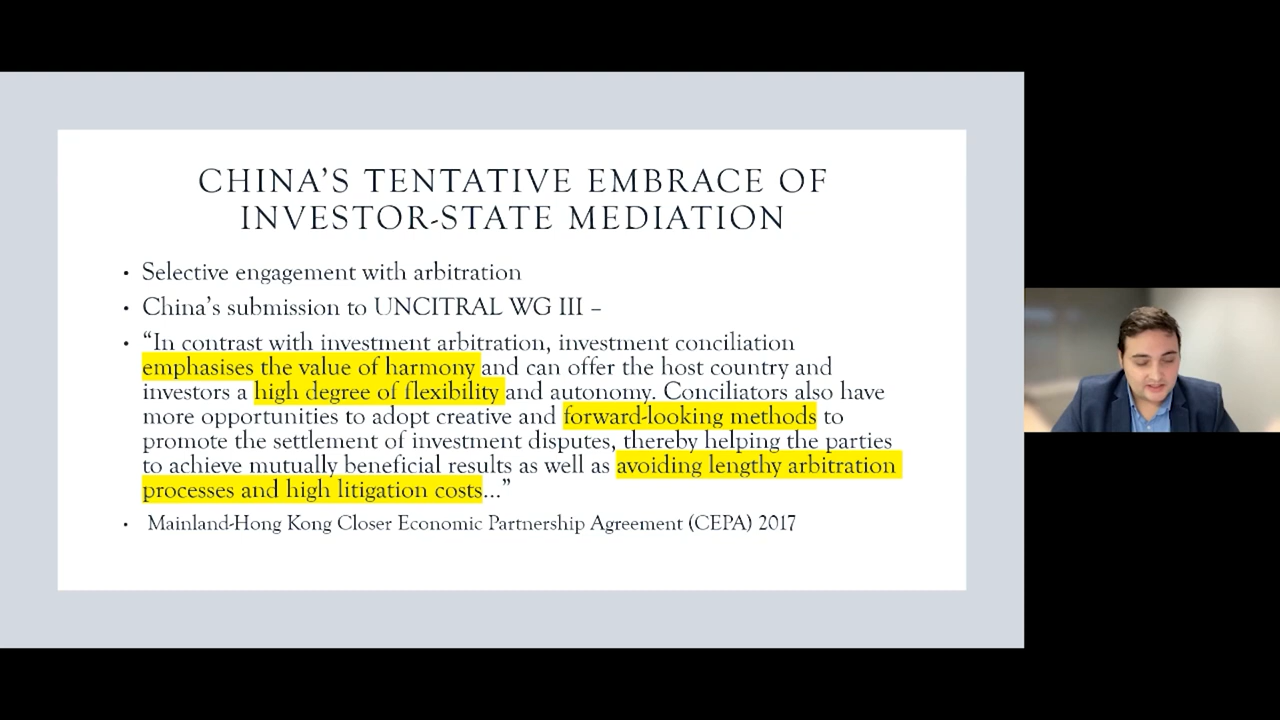 CHINA'S TENTATIVE EMBRACE OF
INVESTOR-STATE MEDIATION
• Selective engagement with arbitration
• China's submission to UNCITRAL WG III –
• "In contrast with investment arbitration, investment conciliation
emphasises the value of harmony and can offer the host country and
investors a high degree of flexibility and autonomy. Conciliators also have
more opportunities to adopt creative and forward-looking methods to
promote the settlement of investment disputes, thereby helping the parties
to achieve mutually beneficial results as well as avoiding lengthy arbitration
processes and high litigation costs…"
• Mainland-Hong Kong Closer Economic Partnership Agreement (CEPA) 2017